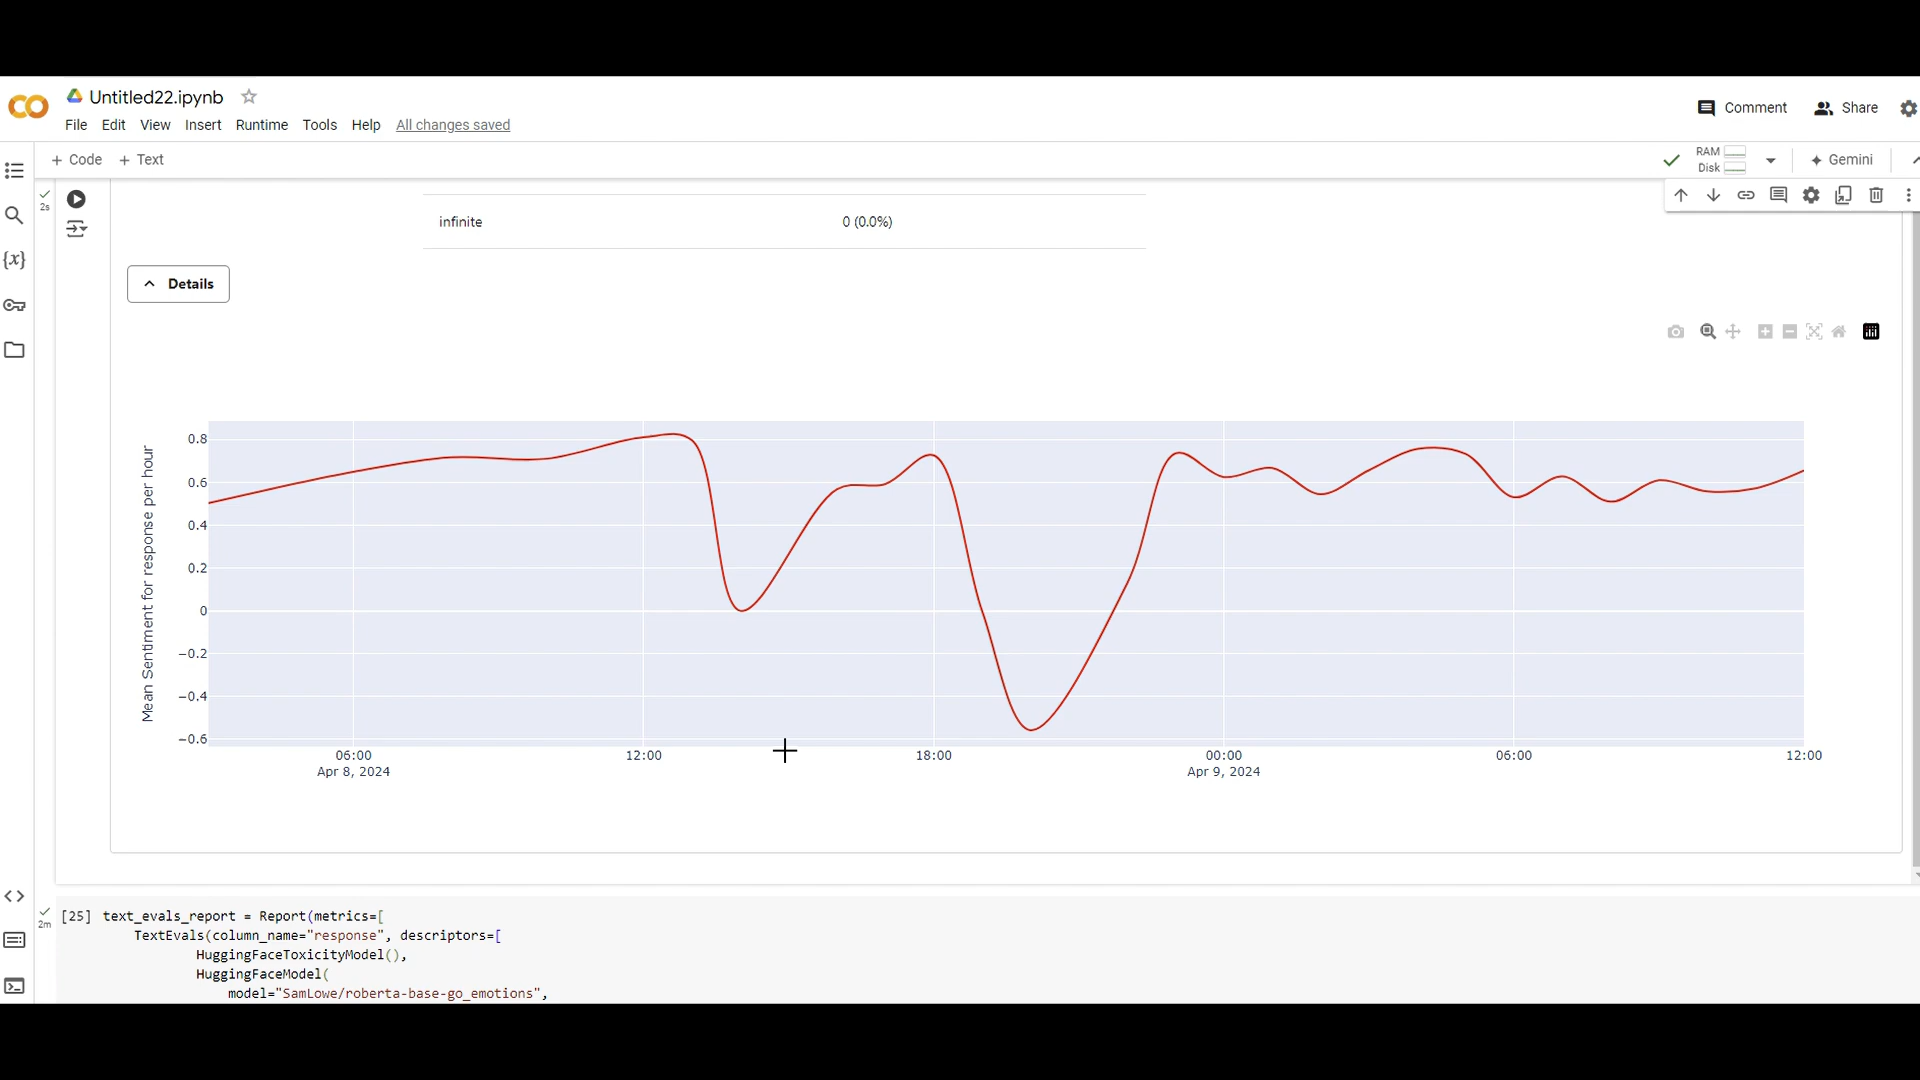 Untitled22.ipynb
File Edit View Insert Runtime Tools Help All changes saved
Comment Share
+ Code + Text
RAM
Disk
Gemini
2s
infinite 0 (0.0%)
{x}
Details
Mean Sentiment for response per hour
0.8
0.6
0.4
0.2
0
−0.2
−0.4
−0.6
06:00 12:00 18:00 00:00 06:00 12:00
Apr 8, 2024 Apr 9, 2024
2m
[25] text_evals_report = Report(metrics=[
TextEvals(column_name="response", descriptors=[
HuggingFaceToxicityModel(),
HuggingFaceModel(
model="SamLowe/roberta-base-go_emotions",